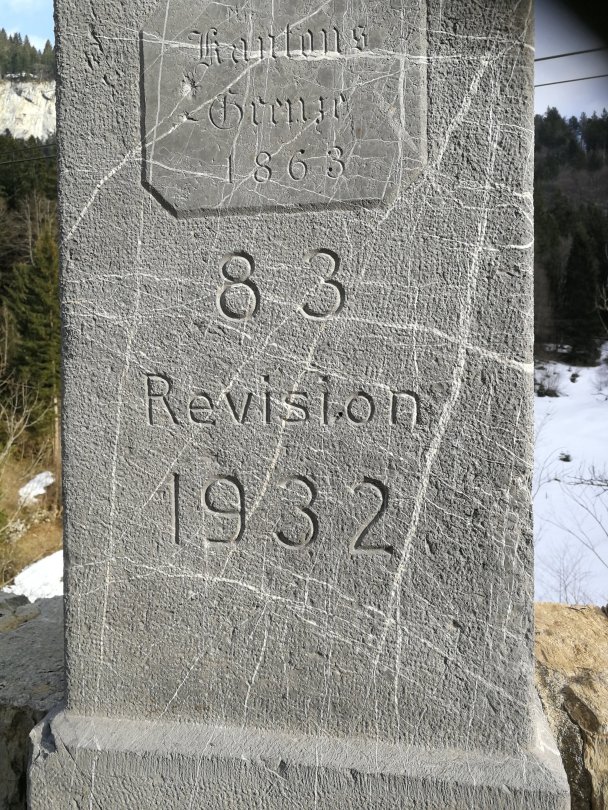 Kantons
Grenze
1863
83
Revision
1932